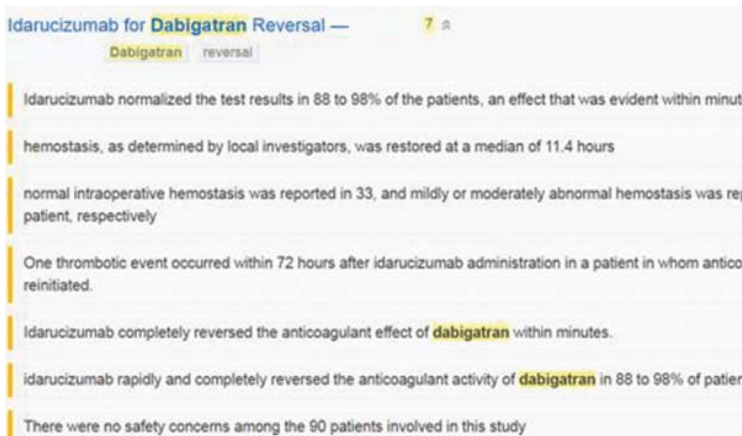 Idarucizumab for Dabigatran Reversal — 7
Dabigatran reversal
Idarucizumab normalized the test results in 88 to 98% of the patients, an effect that was evident within minut
hemostasis, as determined by local investigators, was restored at a median of 11.4 hours
normal intraoperative hemostasis was reported in 33, and mildly or moderately abnormal hemostasis was rep
patient, respectively
One thrombotic event occurred within 72 hours after idarucizumab administration in a patient in whom antico
reinitiated.
Idarucizumab completely reversed the anticoagulant effect of dabigatran within minutes.
idarucizumab rapidly and completely reversed the anticoagulant activity of dabigatran in 88 to 98% of patien
There were no safety concerns among the 90 patients involved in this study